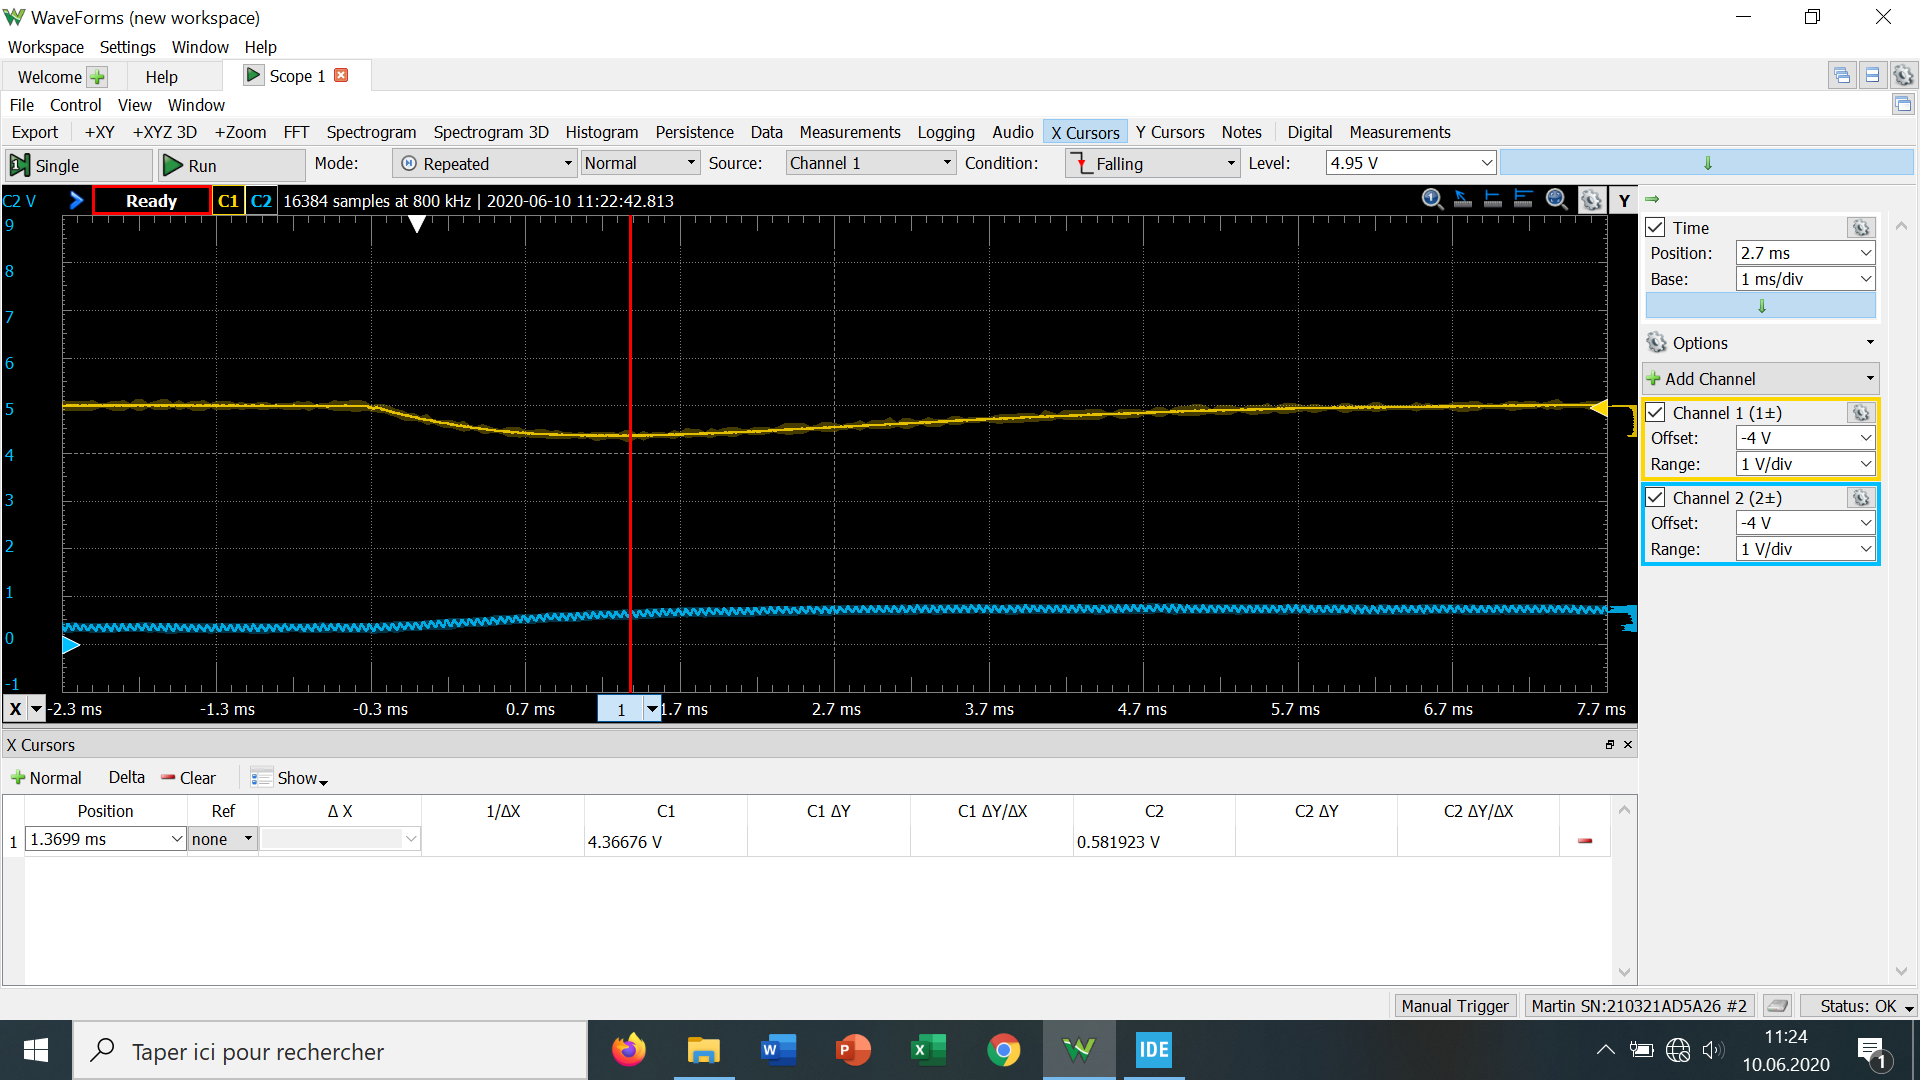 WaveForms (new workspace)
Workspace Settings Window Help
Welcome Help Scope 1
File Control View Window
Export +XY +XYZ 3D +Zoom FFT Spectrogram Spectrogram 3D Histogram Persistence Data Measurements Logging Audio X Cursors Y Cursors Notes Digital Measurements
Single Run Mode: Repeated Normal Source: Channel 1 Condition: Falling Level: 4.95 V
C2 V Ready C1 C2 16384 samples at 800 kHz | 2020-06-10 11:22:42.813 Y
9
8
7
6
5
4
3
2
1
0
-1
X -2.3 ms -1.3 ms -0.3 ms 0.7 ms 1 1.7 ms 2.7 ms 3.7 ms 4.7 ms 5.7 ms 6.7 ms 7.7 ms
Time
Position: 2.7 ms
Base: 1 ms/div
Options
Add Channel
Channel 1 (1±)
Offset: -4 V
Range: 1 V/div
Channel 2 (2±)
Offset: -4 V
Range: 1 V/div
X Cursors
Normal Delta Clear Show
Position Ref Δ X 1/ΔX C1 C1 ΔY C1 ΔY/ΔX C2 C2 ΔY C2 ΔY/ΔX
1 1.3699 ms none 4.36676 V 0.581923 V
Manual Trigger Martin SN:210321AD5A26 #2 Status: OK
Taper ici pour rechercher
IDE
11:24
10.06.2020
1